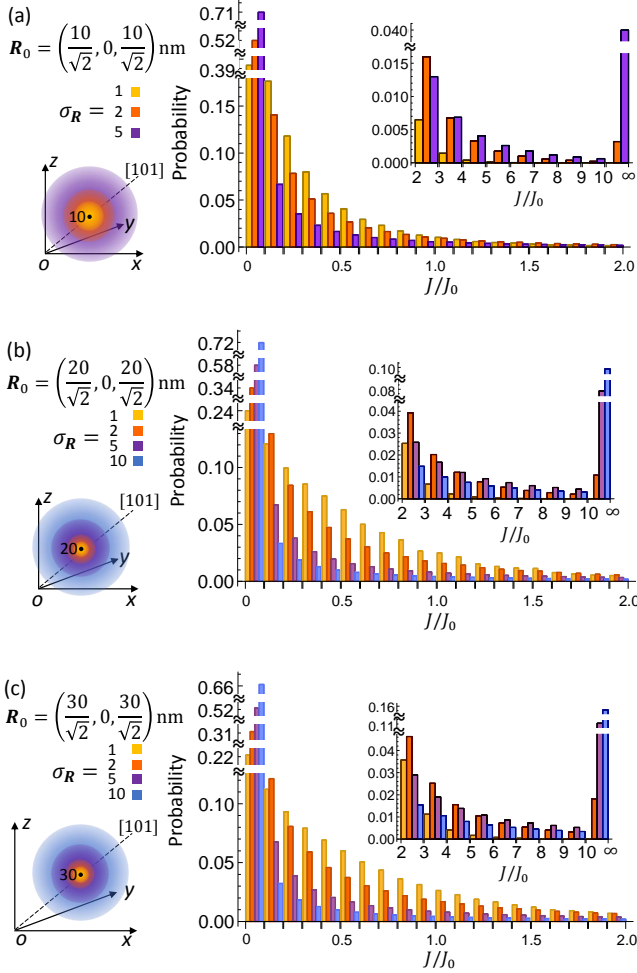 (a)
R₀ = (10/√2, 0, 10/√2) nm
σ_R =
1
2
5
z
[101]
10
y
o
x
Probability
0.71
0.52
0.39
0.15
0.10
0.05
0.00
0 0.5 1.0 1.5 2.0
J/J₀
0.040
0.015
0.010
0.005
0.000
2 3 4 5 6 7 8 9 10 ∞
J/J₀
(b)
R₀ = (20/√2, 0, 20/√2) nm
σ_R =
1
2
5
10
z
[101]
20
y
o
x
Probability
0.72
0.58
0.34
0.24
0.10
0.05
0.00
0 0.5 1.0 1.5 2.0
J/J₀
0.10
0.08
0.04
0.03
0.02
0.01
0.00
2 3 4 5 6 7 8 9 10 ∞
J/J₀
(c)
R₀ = (30/√2, 0, 30/√2) nm
σ_R =
1
2
5
10
z
[101]
30
y
o
x
Probability
0.66
0.52
0.31
0.22
0.10
0.05
0.00
0 0.5 1.0 1.5 2.0
J/J₀
0.16
0.11
0.04
0.03
0.02
0.01
0.00
2 3 4 5 6 7 8 9 10 ∞
J/J₀